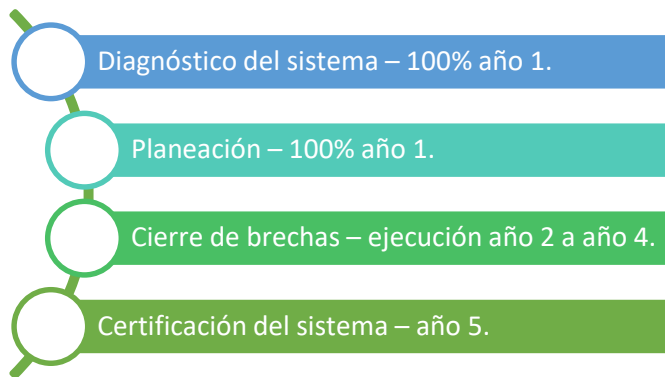 Diagnóstico del sistema – 100% año 1.
Planeación – 100% año 1.
Cierre de brechas – ejecución año 2 a año 4.
Certificación del sistema – año 5.